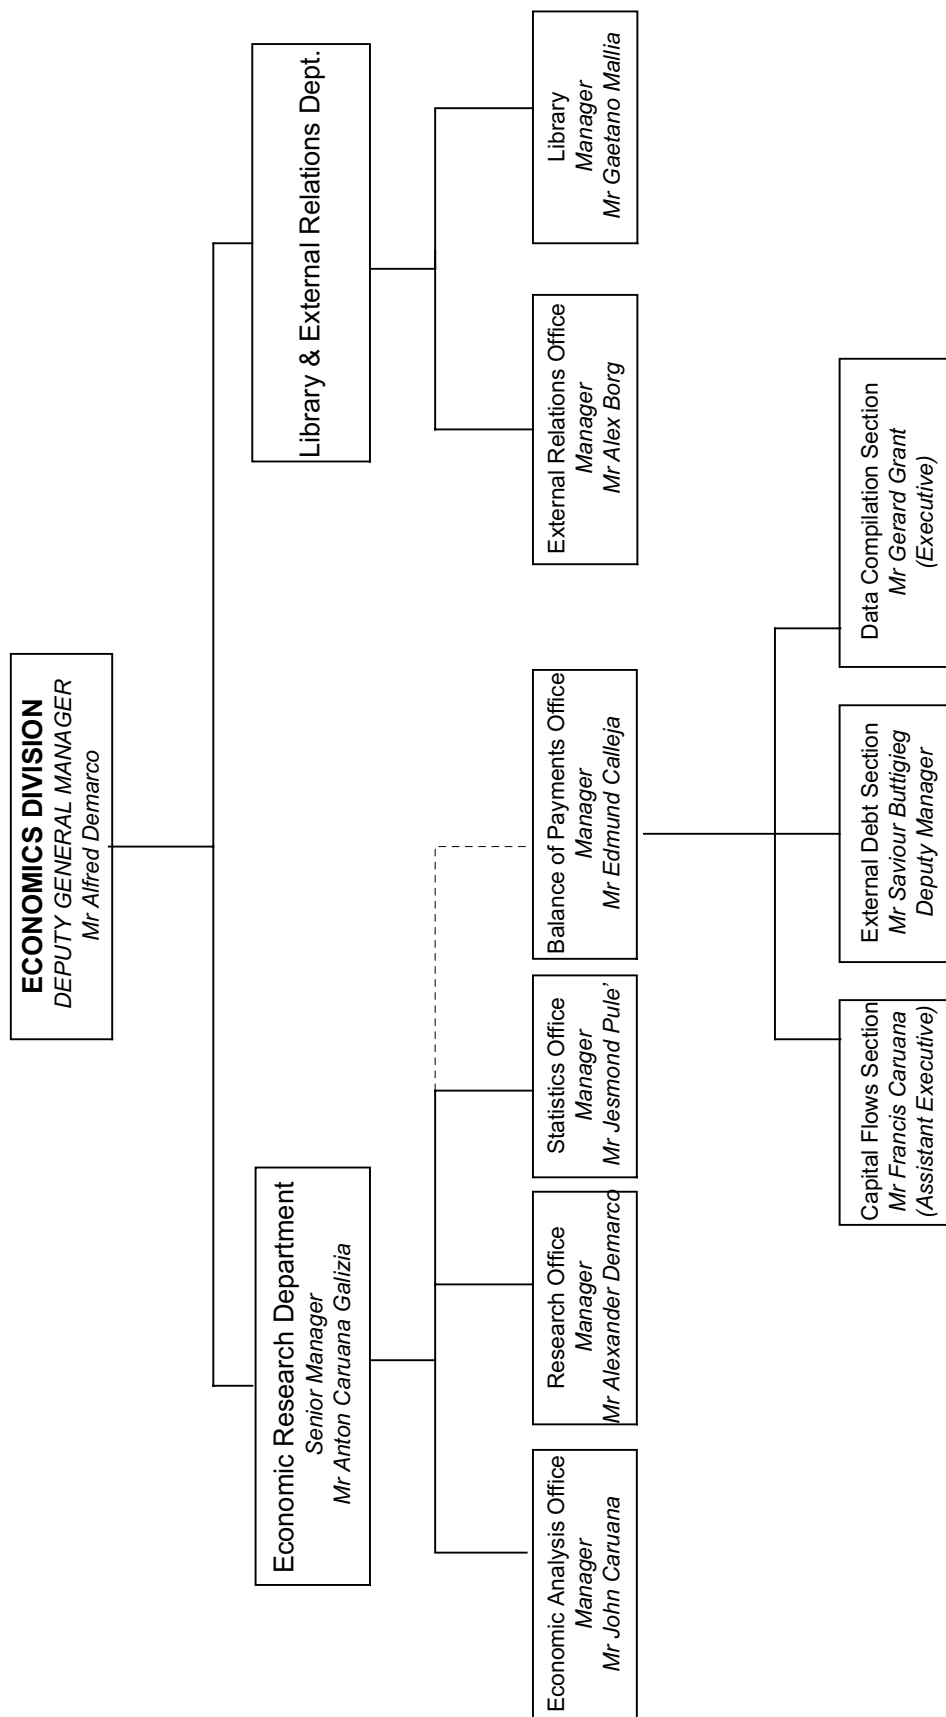 ECONOMICS DIVISION
DEPUTY GENERAL MANAGER
Mr Alfred Demarco
Economic Research Department
Senior Manager
Mr Anton Caruana Galizia
Library & External Relations Dept.
Economic Analysis Office
Manager
Mr John Caruana
Research Office
Manager
Mr Alexander Demarco
Statistics Office
Manager
Mr Jesmond Pule'
Balance of Payments Office
Manager
Mr Edmund Calleja
External Relations Office
Manager
Mr Alex Borg
Library
Manager
Mr Gaetano Mallia
Capital Flows Section
Mr Francis Caruana
(Assistant Executive)
External Debt Section
Mr Saviour Buttigieg
Deputy Manager
Data Compilation Section
Mr Gerard Grant
(Executive)